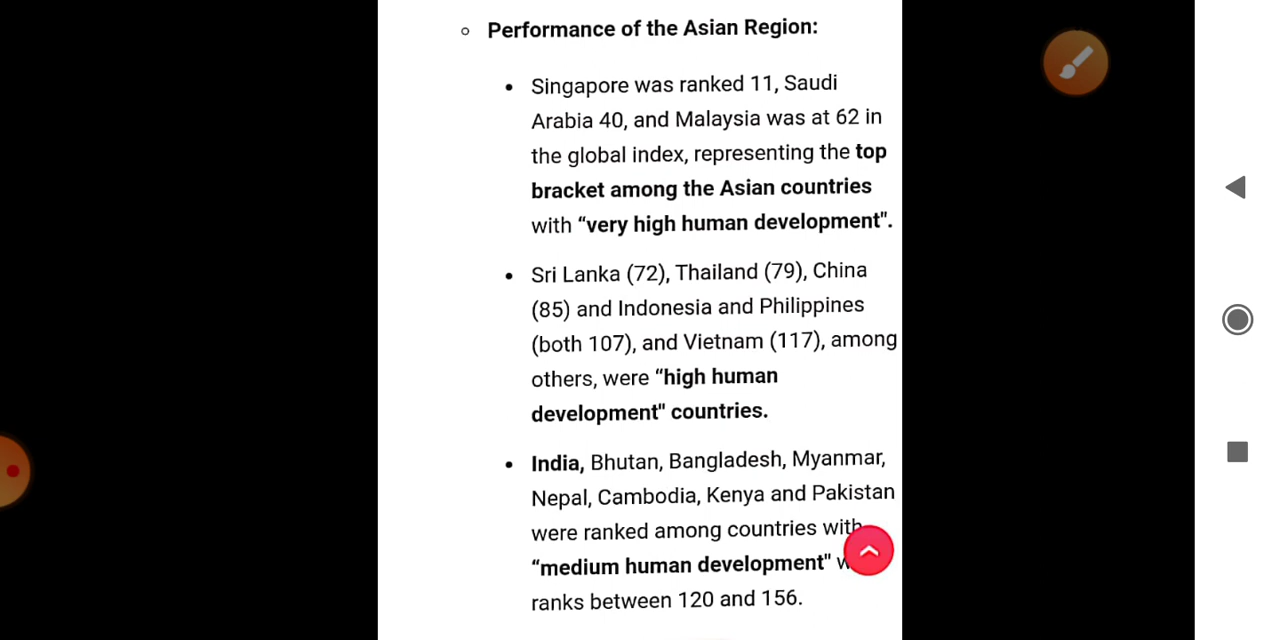 Performance of the Asian Region:
Singapore was ranked 11, Saudi
Arabia 40, and Malaysia was at 62 in
the global index, representing the top
bracket among the Asian countries
with “very high human development".
Sri Lanka (72), Thailand (79), China
(85) and Indonesia and Philippines
(both 107), and Vietnam (117), among
others, were “high human
development" countries.
India, Bhutan, Bangladesh, Myanmar,
Nepal, Cambodia, Kenya and Pakistan
were ranked among countries with
“medium human development"
ranks between 120 and 156.